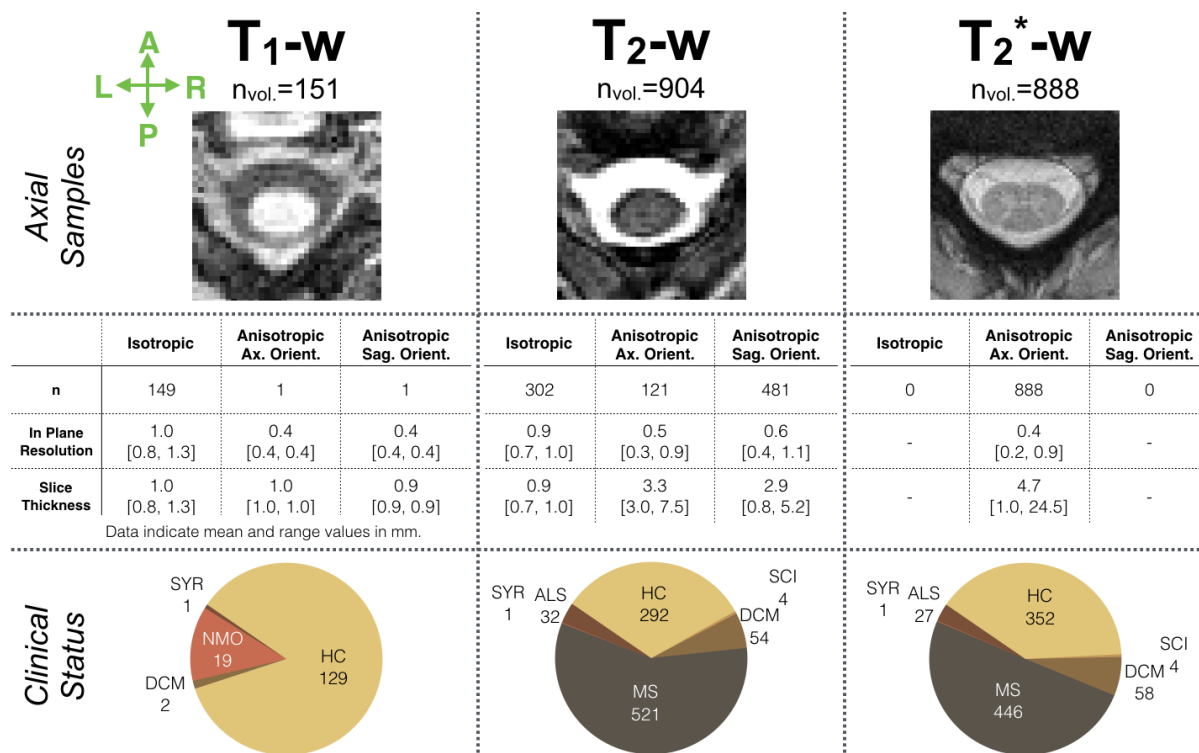 T1-w
nvol.=151
T2-w
nvol.=904
T2*-w
nvol.=888
A
L R
P
Axial
Samples
Isotropic Anisotropic Ax. Orient. Anisotropic Sag. Orient. Isotropic Anisotropic Ax. Orient. Anisotropic Sag. Orient. Isotropic Anisotropic Ax. Orient. Anisotropic Sag. Orient.
n 149 1 1 302 121 481 0 888 0
In Plane Resolution 1.0 [0.8, 1.3] 0.4 [0.4, 0.4] 0.4 [0.4, 0.4] 0.9 [0.7, 1.0] 0.5 [0.3, 0.9] 0.6 [0.4, 1.1] - 0.4 [0.2, 0.9] -
Slice Thickness 1.0 [0.8, 1.3] 1.0 [1.0, 1.0] 0.9 [0.9, 0.9] 0.9 [0.7, 1.0] 3.3 [3.0, 7.5] 2.9 [0.8, 5.2] - 4.7 [1.0, 24.5] -
Data indicate mean and range values in mm.
Clinical
Status
SYR
1
NMO
19
DCM
2
HC
129
SYR
1
ALS
32
HC
292
SCI
4
DCM
54
MS
521
SYR
1
ALS
27
HC
352
SCI
4
DCM
58
MS
446